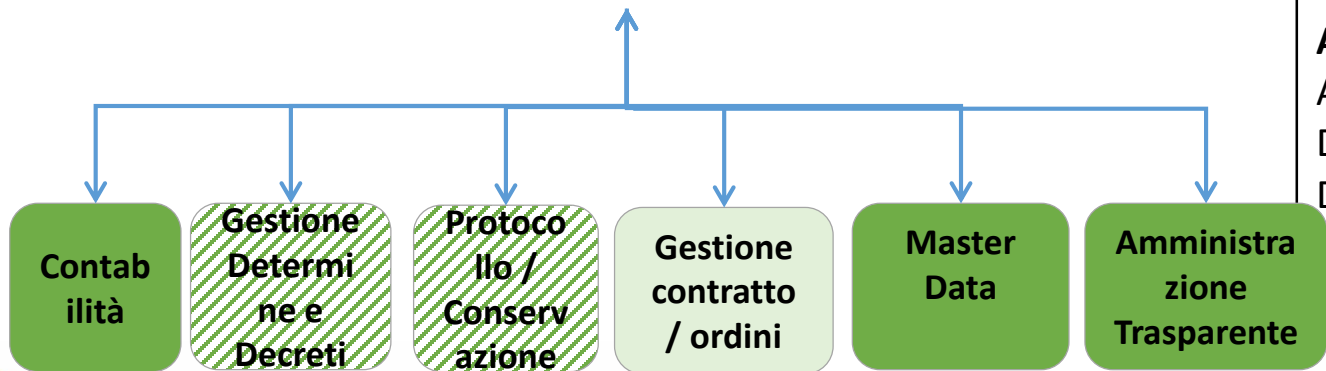 Contab
ilità
Gestione
Determi
ne e
Decreti
Protoco
llo /
Conserv
azione
Gestione
contratto
/ ordini
Master
Data
Amministra
zione
Trasparente